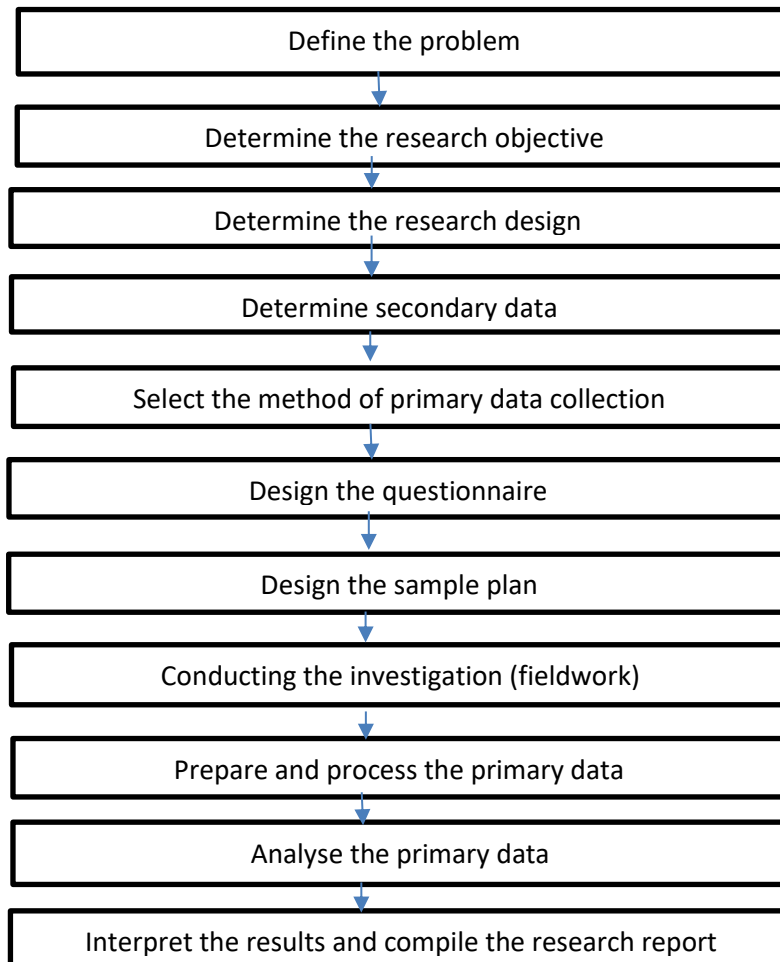 Define the problem
Determine the research objective
Determine the research design
Determine secondary data
Select the method of primary data collection
Design the questionnaire
Design the sample plan
Conducting the investigation (fieldwork)
Prepare and process the primary data
Analyse the primary data
Interpret the results and compile the research report